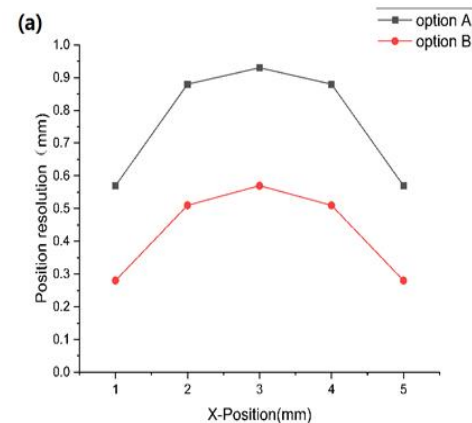 (a)
option A
option B
1.0
0.9
0.8
0.7
0.6
0.5
0.4
0.3
0.2
0.1
0.0
Position resolution（mm）
1 2 3 4 5
X-Position(mm)